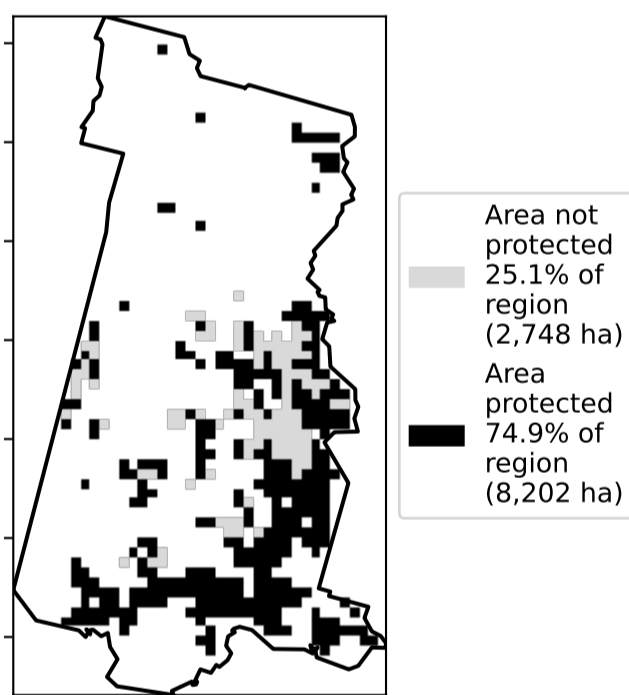 Area not
protected
25.1% of
region
(2,748 ha)
Area
protected
74.9% of
region
(8,202 ha)